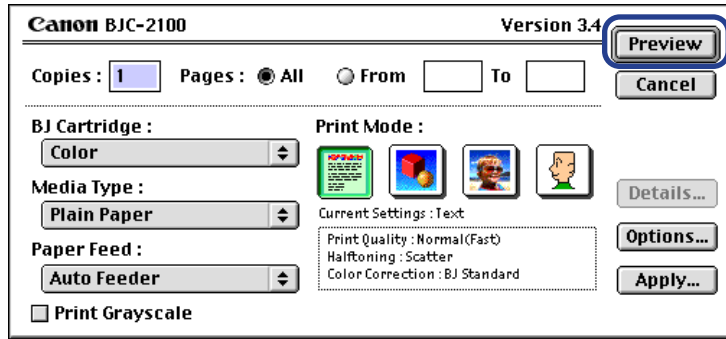 Canon BJC-2100 Version 3.4
Preview
Copies : 1 Pages : All From To
Cancel
BJ Cartridge :
Color
Media Type :
Plain Paper
Paper Feed :
Auto Feeder
Print Grayscale
Print Mode :
Current Settings : Text
Print Quality : Normal(Fast)
Halftoning : Scatter
Color Correction : BJ Standard
Details...
Options...
Apply...